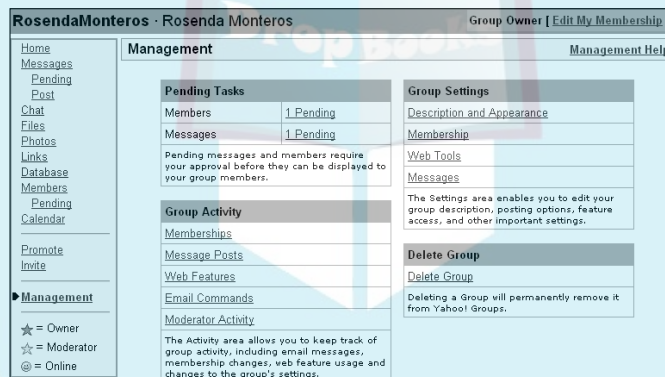 RosendaMonteros · Rosenda Monteros
Group Owner [ Edit My Membership
Home
Messages
Pending
Post
Chat
Files
Photos
Links
Database
Members
Pending
Calendar
Promote
Invite
Management
= Owner
= Moderator
= Online
Management
Management Help
Drop Books
Pending Tasks
Members 1 Pending
Messages 1 Pending
Pending messages and members require
your approval before they can be displayed to
your group members.
Group Activity
Memberships
Message Posts
Web Features
Email Commands
Moderator Activity
The Activity area allows you to keep track of
group activity, including email messages,
membership changes, web feature usage and
changes to the group's settings.
Group Settings
Description and Appearance
Membership
Web Tools
Messages
The Settings area enables you to edit your
group description, posting options, feature
access, and other important settings.
Delete Group
Delete Group
Deleting a Group will permanently remove it
from Yahoo! Groups.